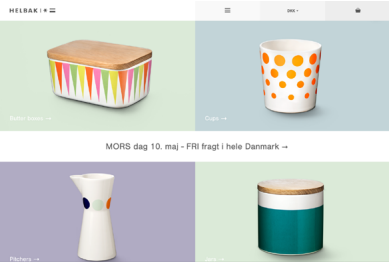 HELBAK
DKK
Butter boxes →
Cups →
MORS dag 10. maj - FRI fragt i hele Danmark →
Pitchers →
Jars →